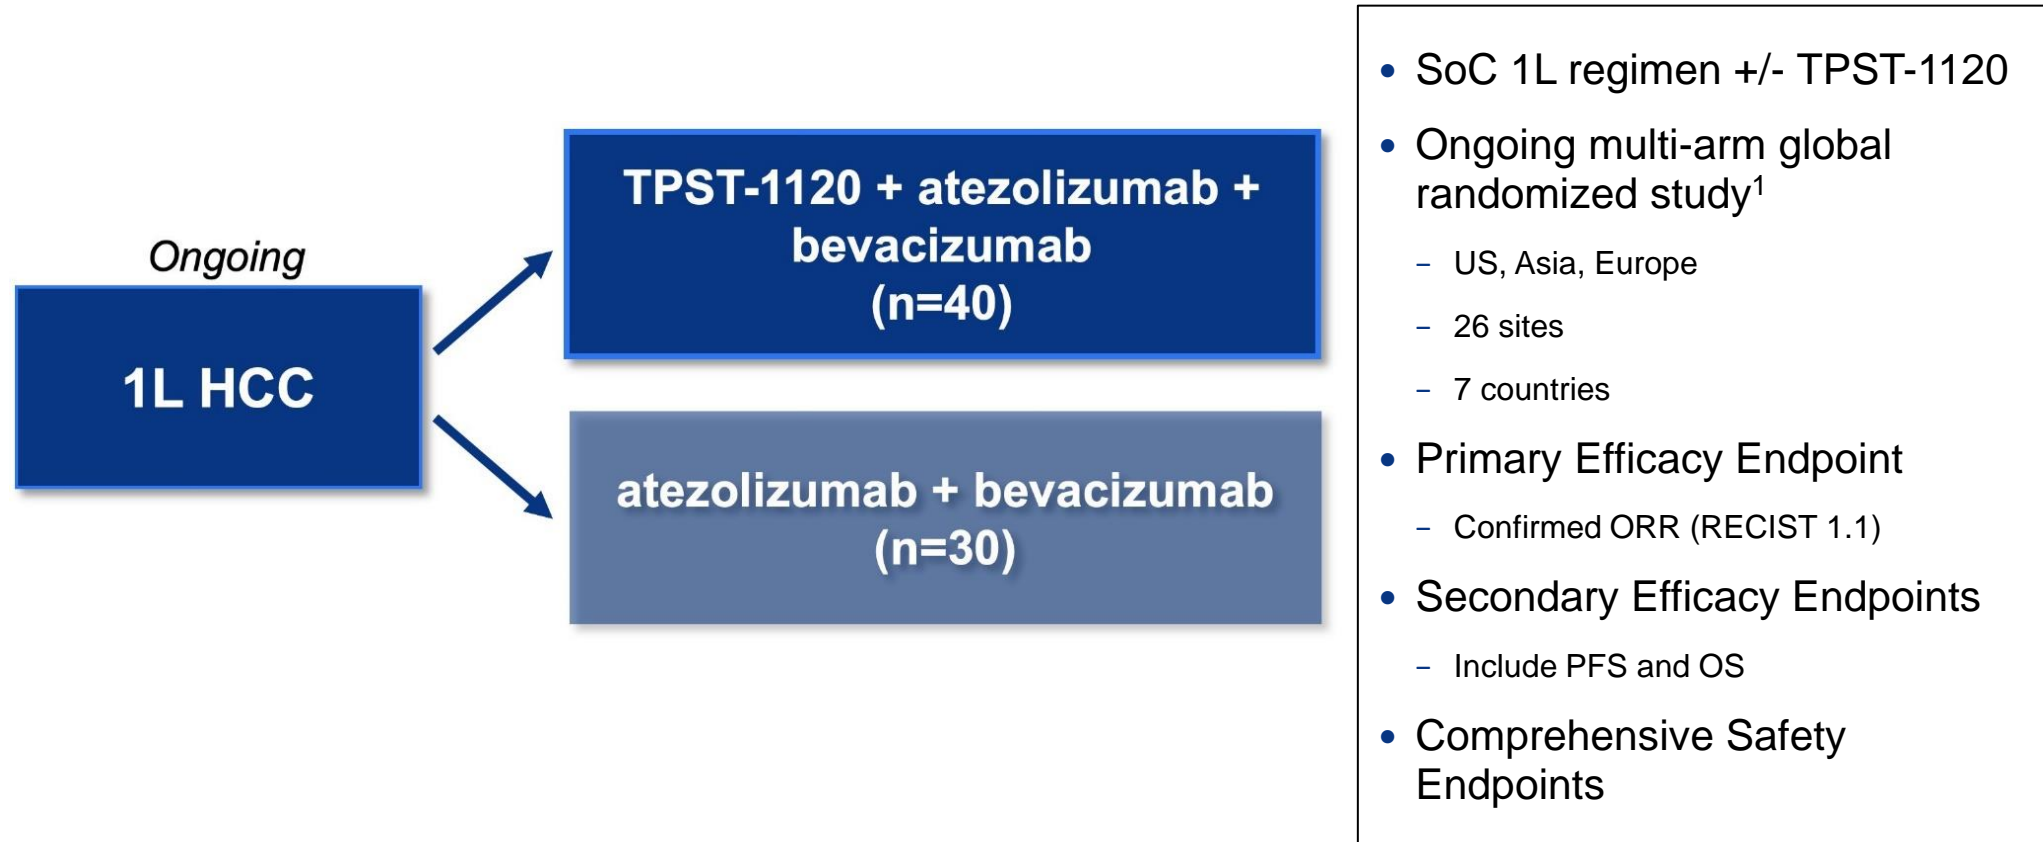 Ongoing
1L HCC
TPST-1120 + atezolizumab +
bevacizumab
(n=40)
atezolizumab + bevacizumab
(n=30)
• SoC 1L regimen +/- TPST-1120
• Ongoing multi-arm global
randomized study¹
– US, Asia, Europe
– 26 sites
– 7 countries
• Primary Efficacy Endpoint
– Confirmed ORR (RECIST 1.1)
• Secondary Efficacy Endpoints
– Include PFS and OS
• Comprehensive Safety
Endpoints